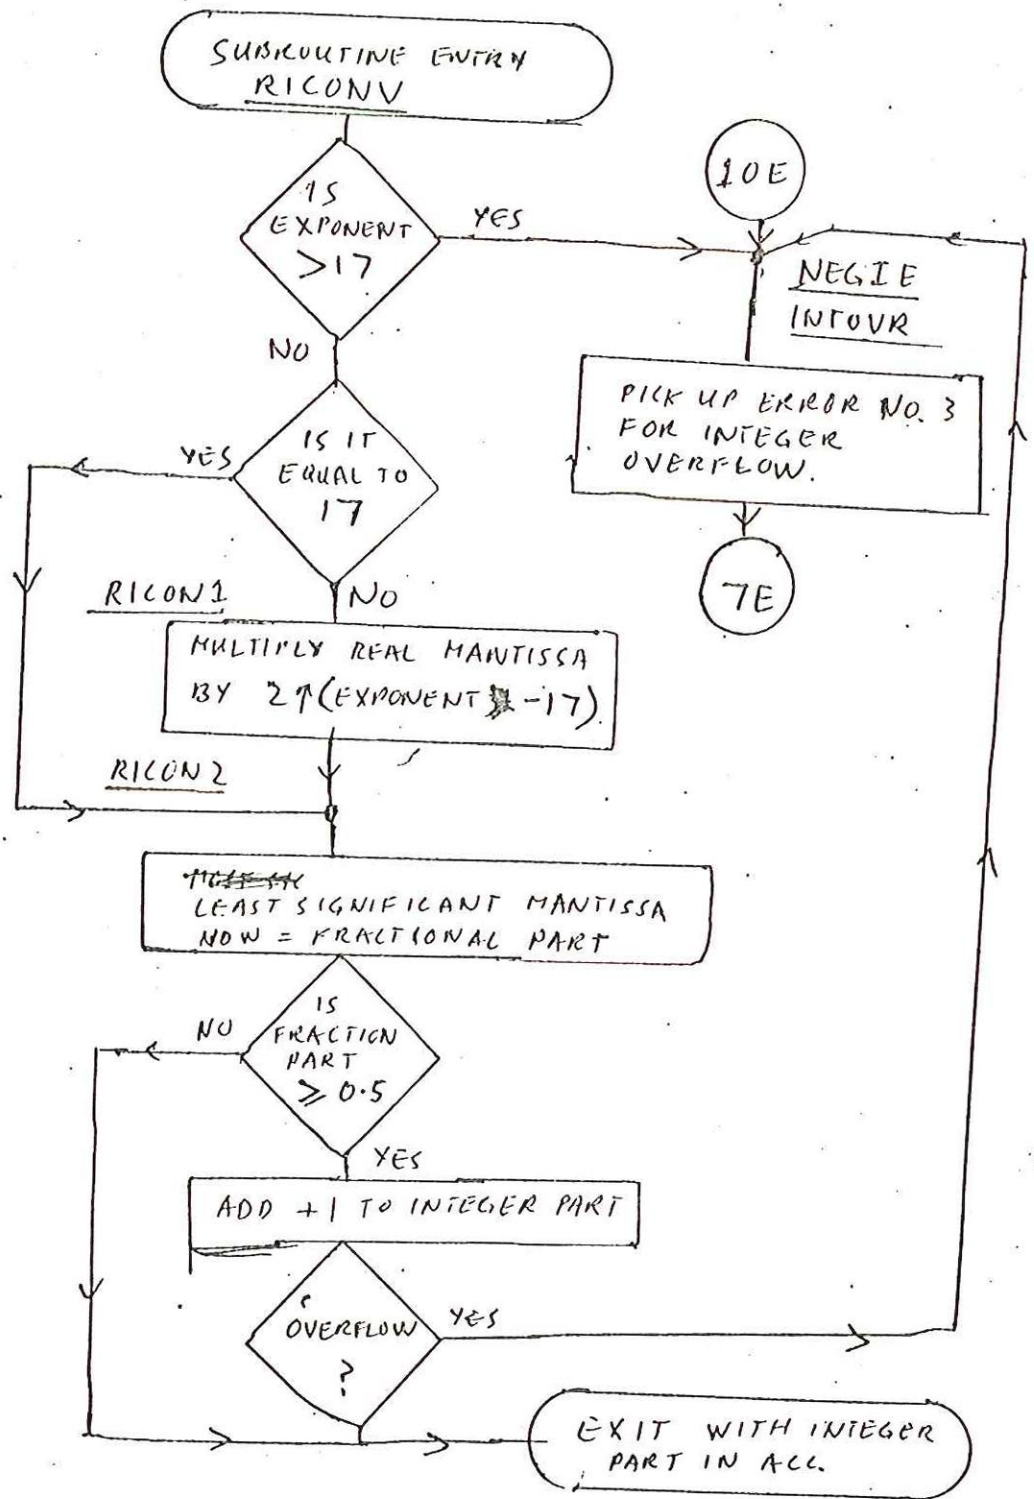 SUBROUTINE ENTRY
RICONV
IS
EXPONENT
>17
YES
NO
10E
NEGIE
INTOVR
PICK UP ERROR NO. 3
FOR INTEGER
OVERFLOW.
7E
IS IT
EQUAL TO
17
YES
NO
RICON1
MULTIPLY REAL MANTISSA
BY 2↑(EXPONENT -17)
RICON2
LEAST SIGNIFICANT MANTISSA
NOW = FRACTIONAL PART
IS
FRACTION
PART
≥ 0.5
NO
YES
ADD +1 TO INTEGER PART
OVERFLOW
?
YES
EXIT WITH INTEGER
PART IN ACC.